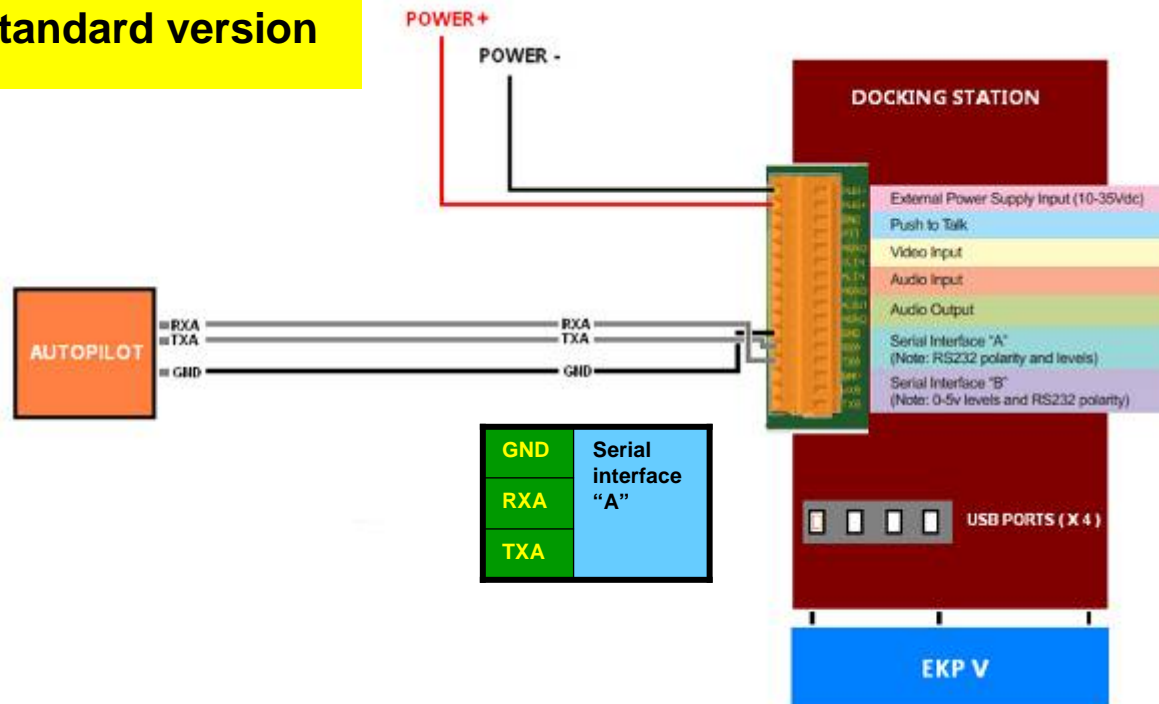 tandard version
POWER +
POWER -
DOCKING STATION
External Power Supply Input (10-35Vdc)
Push to Talk
Video Input
Audio Input
Audio Output
Serial Interface "A"
(Note: RS232 polarity and levels)
Serial Interface "B"
(Note: 0-5v levels and RS232 polarity)
AUTOPILOT
RXA
TXA
GND
RXA
TXA
GND
GND
RXA
TXA
Serial
interface
“A”
USB PORTS ( X 4 )
EKP V